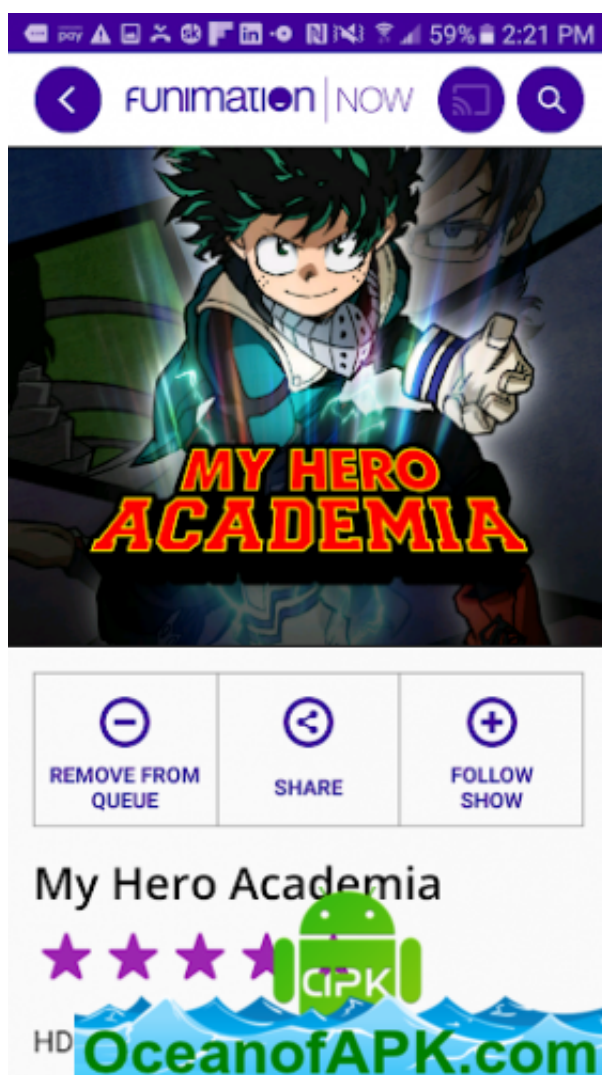 pay 59% 2:21 PM
FUNIMATION | NOW
MY HERO
ACADEMIA
REMOVE FROM
QUEUE
SHARE
FOLLOW
SHOW
My Hero Academia
APK
HD
OceanofAPK.com